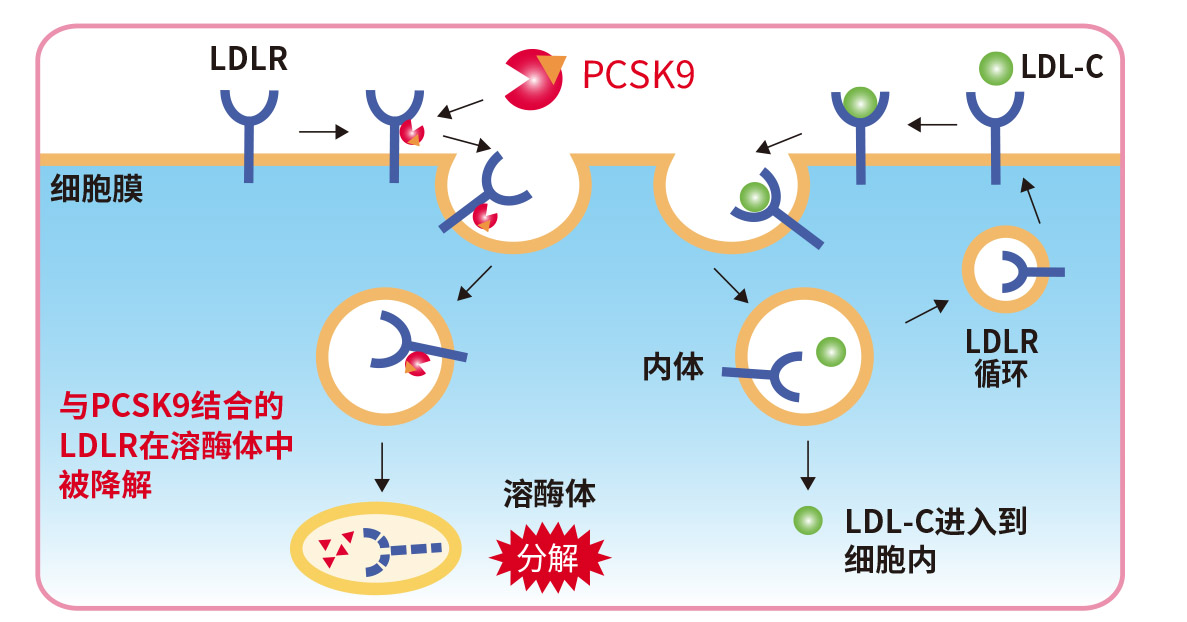 LDLR
PCSK9
LDL-C
细胞膜
内体
LDLR
循环
与PCSK9结合的
LDLR在溶酶体中
被降解
溶酶体
分解
LDL-C进入到
细胞内